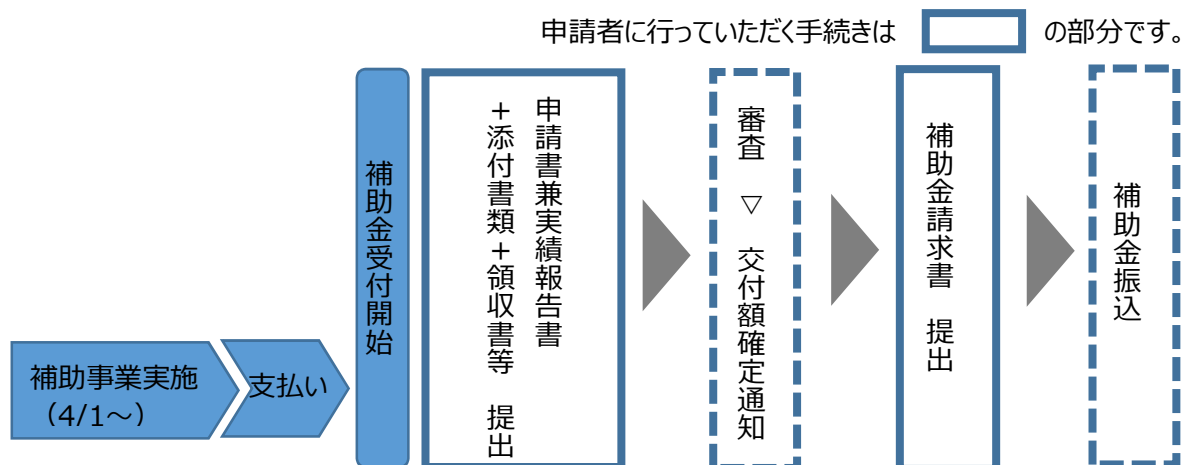 申請者に行っていただく手続きは の部分です。
補助事業実施
（4/1～）
支払い
補助金受付開始
申請書兼実績報告書
＋添付書類＋領収書等 提出
審査 ▽ 交付額確定通知
補助金請求書 提出
補助金振込